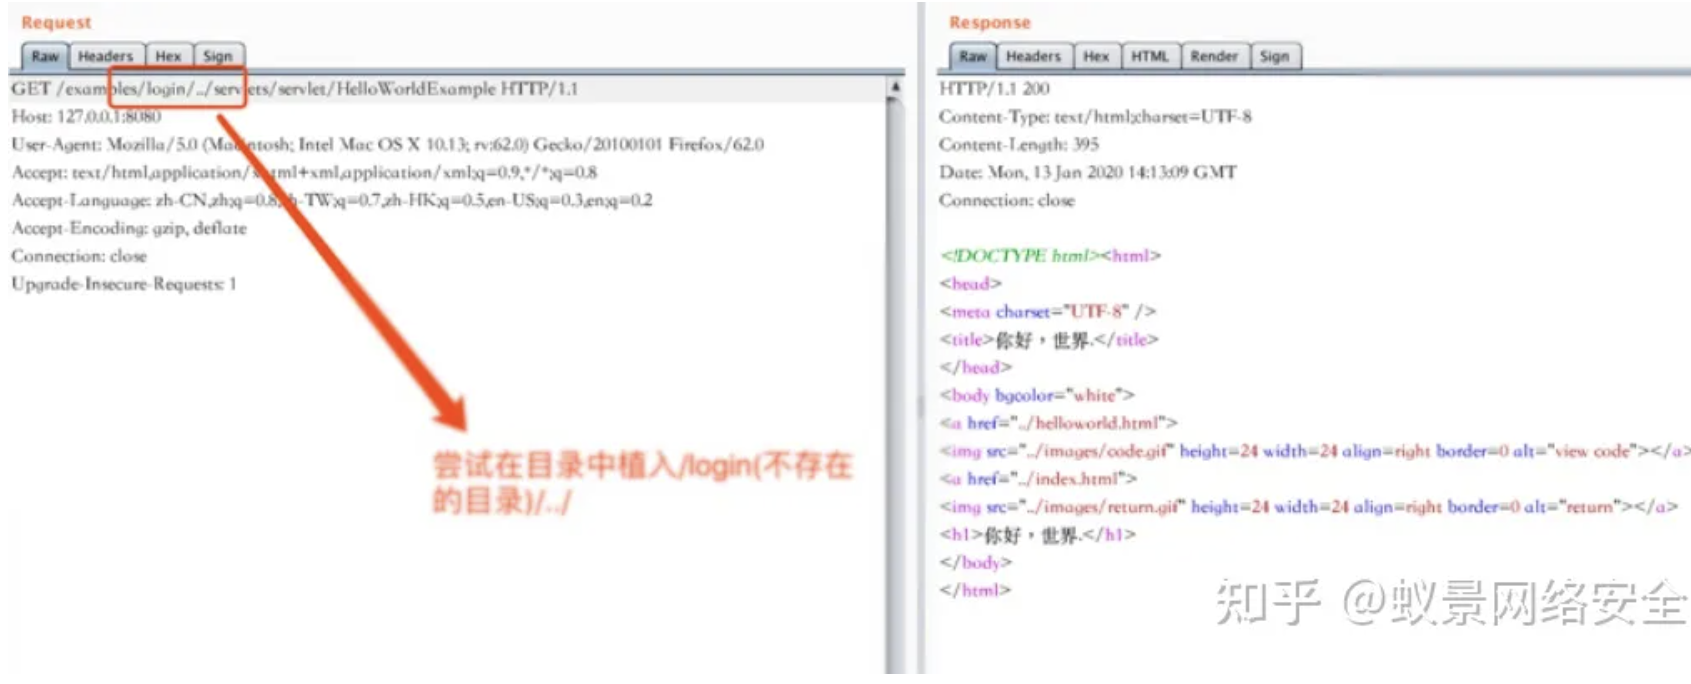 Request
Raw Headers Hex Sign
GET /examples/login/../servlets/servlet/HelloWorldExample HTTP/1.1
Host: 127.0.0.1:8080
User-Agent: Mozilla/5.0 (Macintosh; Intel Mac OS X 10.13; rv:62.0) Gecko/20100101 Firefox/62.0
Accept: text/html,application/xhtml+xml,application/xml;q=0.9,*/*;q=0.8
Accept-Language: zh-CN,zh;q=0.8,zh-TW;q=0.7,zh-HK;q=0.5,en-US;q=0.3,en;q=0.2
Accept-Encoding: gzip, deflate
Connection: close
Upgrade-Insecure-Requests: 1
尝试在目录中植入/login(不存在
的目录)/../
Response
Raw Headers Hex HTML Render Sign
HTTP/1.1 200
Content-Type: text/html;charset=UTF-8
Content-Length: 395
Date: Mon, 13 Jan 2020 14:13:09 GMT
Connection: close
<!DOCTYPE html><html>
<head>
<meta charset="UTF-8" />
<title>你好，世界.</title>
</head>
<body bgcolor="white">
<a href="../helloworld.html">
<img src="../images/code.gif" height=24 width=24 align=right border=0 alt="view code"></a>
<a href="../index.html">
<img src="../images/return.gif" height=24 width=24 align=right border=0 alt="return"></a>
<h1>你好，世界.</h1>
</body>
</html>
知乎 @蚁景网络安全